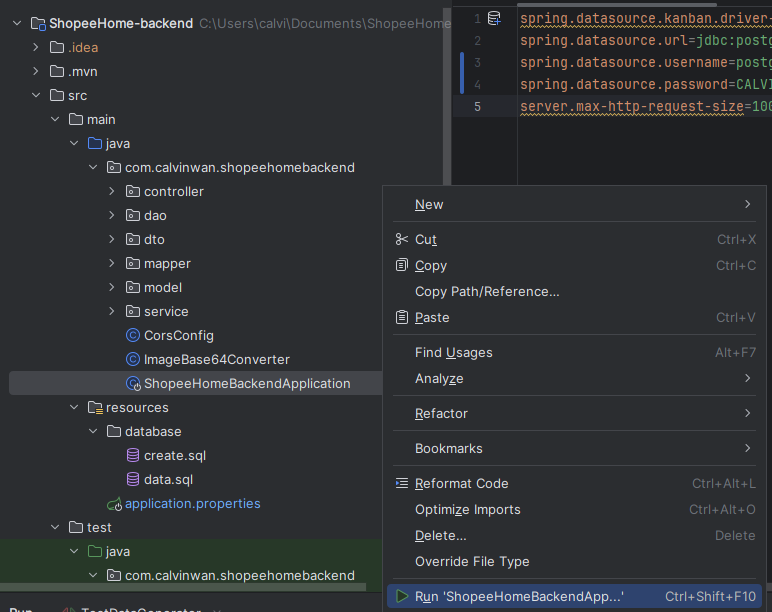 ShopeeHome-backend C:\Users\calvi\Documents\ShopeeHome
.idea
.mvn
src
main
java
com.calvinwan.shopeehomebackend
controller
dao
dto
mapper
model
service
CorsConfig
ImageBase64Converter
ShopeeHomeBackendApplication
resources
database
create.sql
data.sql
application.properties
test
java
com.calvinwan.shopeehomebackend
Run TestDataGenerator
1 spring.datasource.kanban.driver-
2 spring.datasource.url=jdbc:postg
3 spring.datasource.username=postg
4 spring.datasource.password=CALVI
5 server.max-http-request-size=100
New
Cut Ctrl+X
Copy Ctrl+C
Copy Path/Reference...
Paste Ctrl+V
Find Usages Alt+F7
Analyze
Refactor
Bookmarks
Reformat Code Ctrl+Alt+L
Optimize Imports Ctrl+Alt+O
Delete... Delete
Override File Type
Run 'ShopeeHomeBackendApp...' Ctrl+Shift+F10